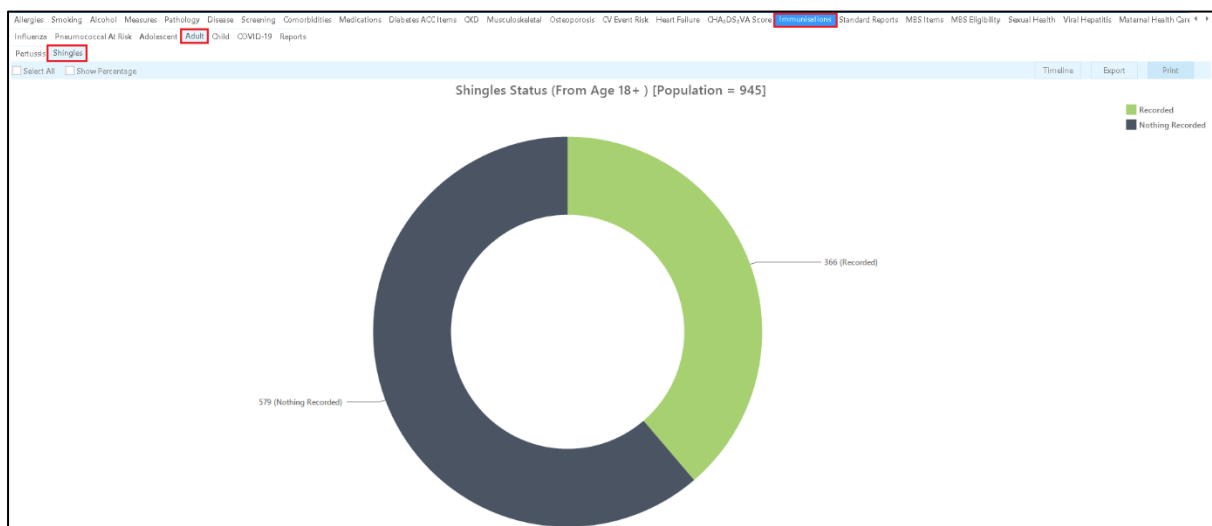 Allergies Smoking Alcohol Measures Pathology Disease Screening Comorbidities Medications Diabetes ACC Items CKD Musculoskeletal Osteoporosis CV Event Risk Heart Failure CHA₂DS₂VA Score Immunisations Standard Reports MBS Items MBS Eligibility Sexual Health Viral Hepatitis Maternal Health Care
Influenza Pneumococcal At Risk Adolescent Adult Child COVID-19 Reports
Pertussis Shingles
Select All Show Percentage Timeline Export Print
Shingles Status (From Age 18+ ) [Population = 945]
Recorded
Nothing Recorded
366 (Recorded)
579 (Nothing Recorded)